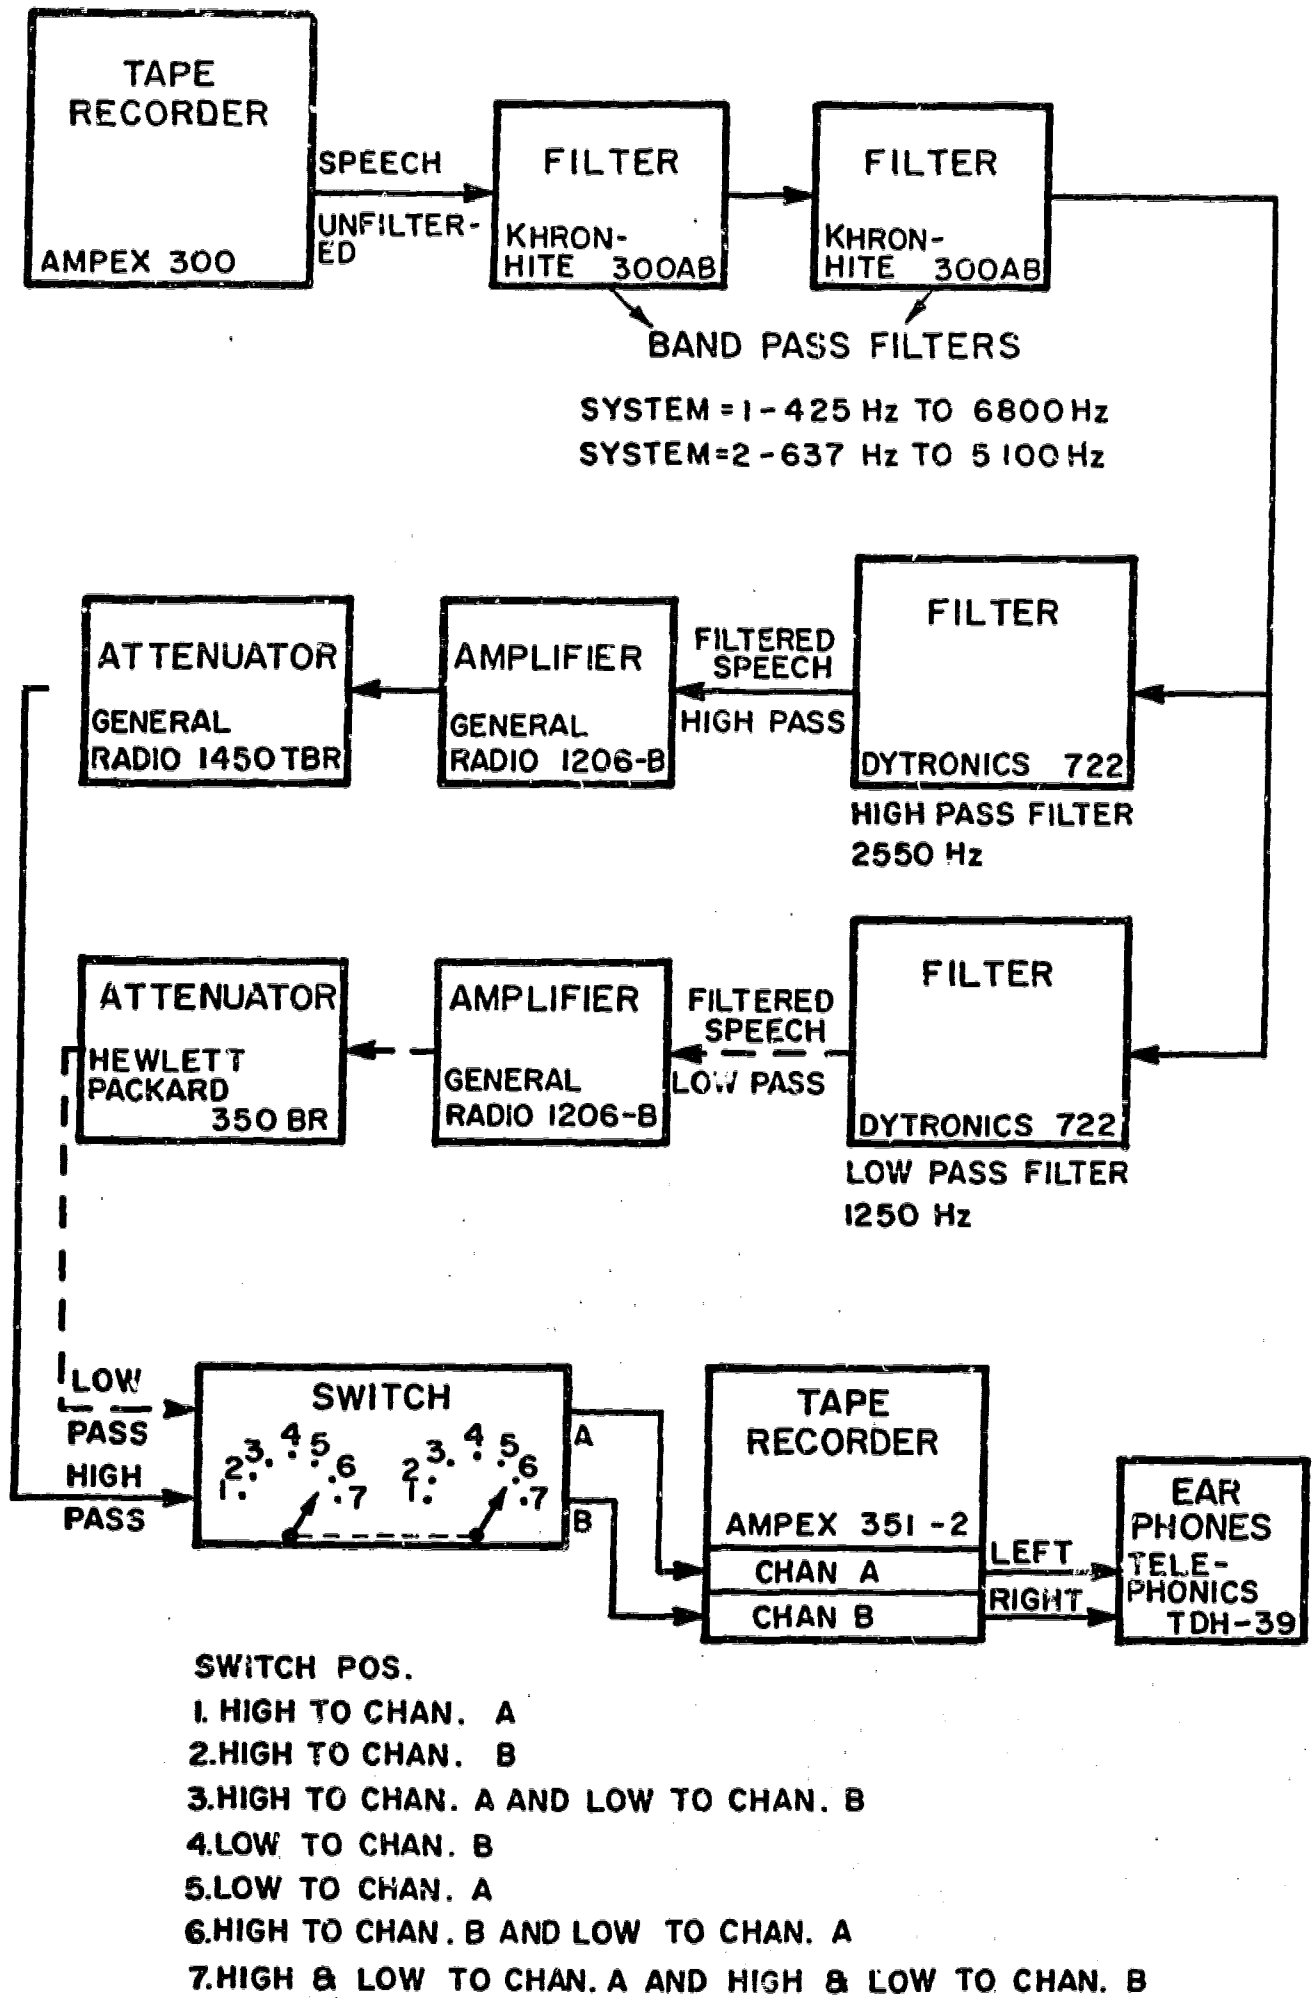 TAPE
RECORDER
AMPEX 300
SPEECH
UNFILTER-
ED
FILTER
KHRON-
HITE 300AB
FILTER
KHRON-
HITE 300AB
BAND PASS FILTERS
SYSTEM=1-425 Hz TO 6800Hz
SYSTEM=2-637 Hz TO 5100Hz
ATTENUATOR
GENERAL
RADIO 1450TBR
AMPLIFIER
GENERAL
RADIO 1206-B
FILTERED
SPEECH
HIGH PASS
FILTER
DYTRONICS 722
HIGH PASS FILTER
2550 Hz
ATTENUATOR
HEWLETT
PACKARD
350 BR
AMPLIFIER
GENERAL
RADIO 1206-B
FILTERED
SPEECH
LOW PASS
FILTER
DYTRONICS 722
LOW PASS FILTER
1250 Hz
LOW
PASS
HIGH
PASS
SWITCH
1 2 3 4 5 6 7
1 2 3 4 5 6 7
A
B
TAPE
RECORDER
AMPEX 351-2
CHAN A
CHAN B
LEFT
RIGHT
EAR
PHONES
TELE-
PHONICS
TDH-39
SWITCH POS.
1. HIGH TO CHAN. A
2.HIGH TO CHAN. B
3.HIGH TO CHAN. A AND LOW TO CHAN. B
4.LOW TO CHAN. B
5.LOW TO CHAN. A
6.HIGH TO CHAN. B AND LOW TO CHAN. A
7.HIGH & LOW TO CHAN. A AND HIGH & LOW TO CHAN. B